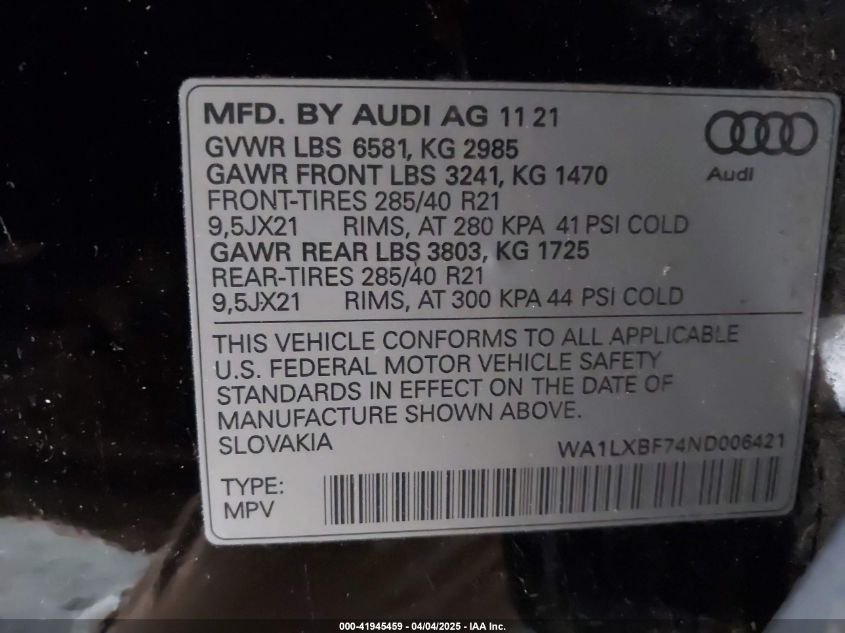 MFD. BY AUDI AG 11 21
GVWR LBS 6581, KG 2985
GAWR FRONT LBS 3241, KG 1470
FRONT-TIRES 285/40 R21
9,5JX21 RIMS, AT 280 KPA 41 PSI COLD
GAWR REAR LBS 3803, KG 1725
REAR-TIRES 285/40 R21
9,5JX21 RIMS, AT 300 KPA 44 PSI COLD
Audi
THIS VEHICLE CONFORMS TO ALL APPLICABLE
U.S. FEDERAL MOTOR VEHICLE SAFETY
STANDARDS IN EFFECT ON THE DATE OF
MANUFACTURE SHOWN ABOVE.
SLOVAKIA WA1LXBF74ND006421
TYPE:
MPV
000-41945459 - 04/04/2025 - IAA Inc.